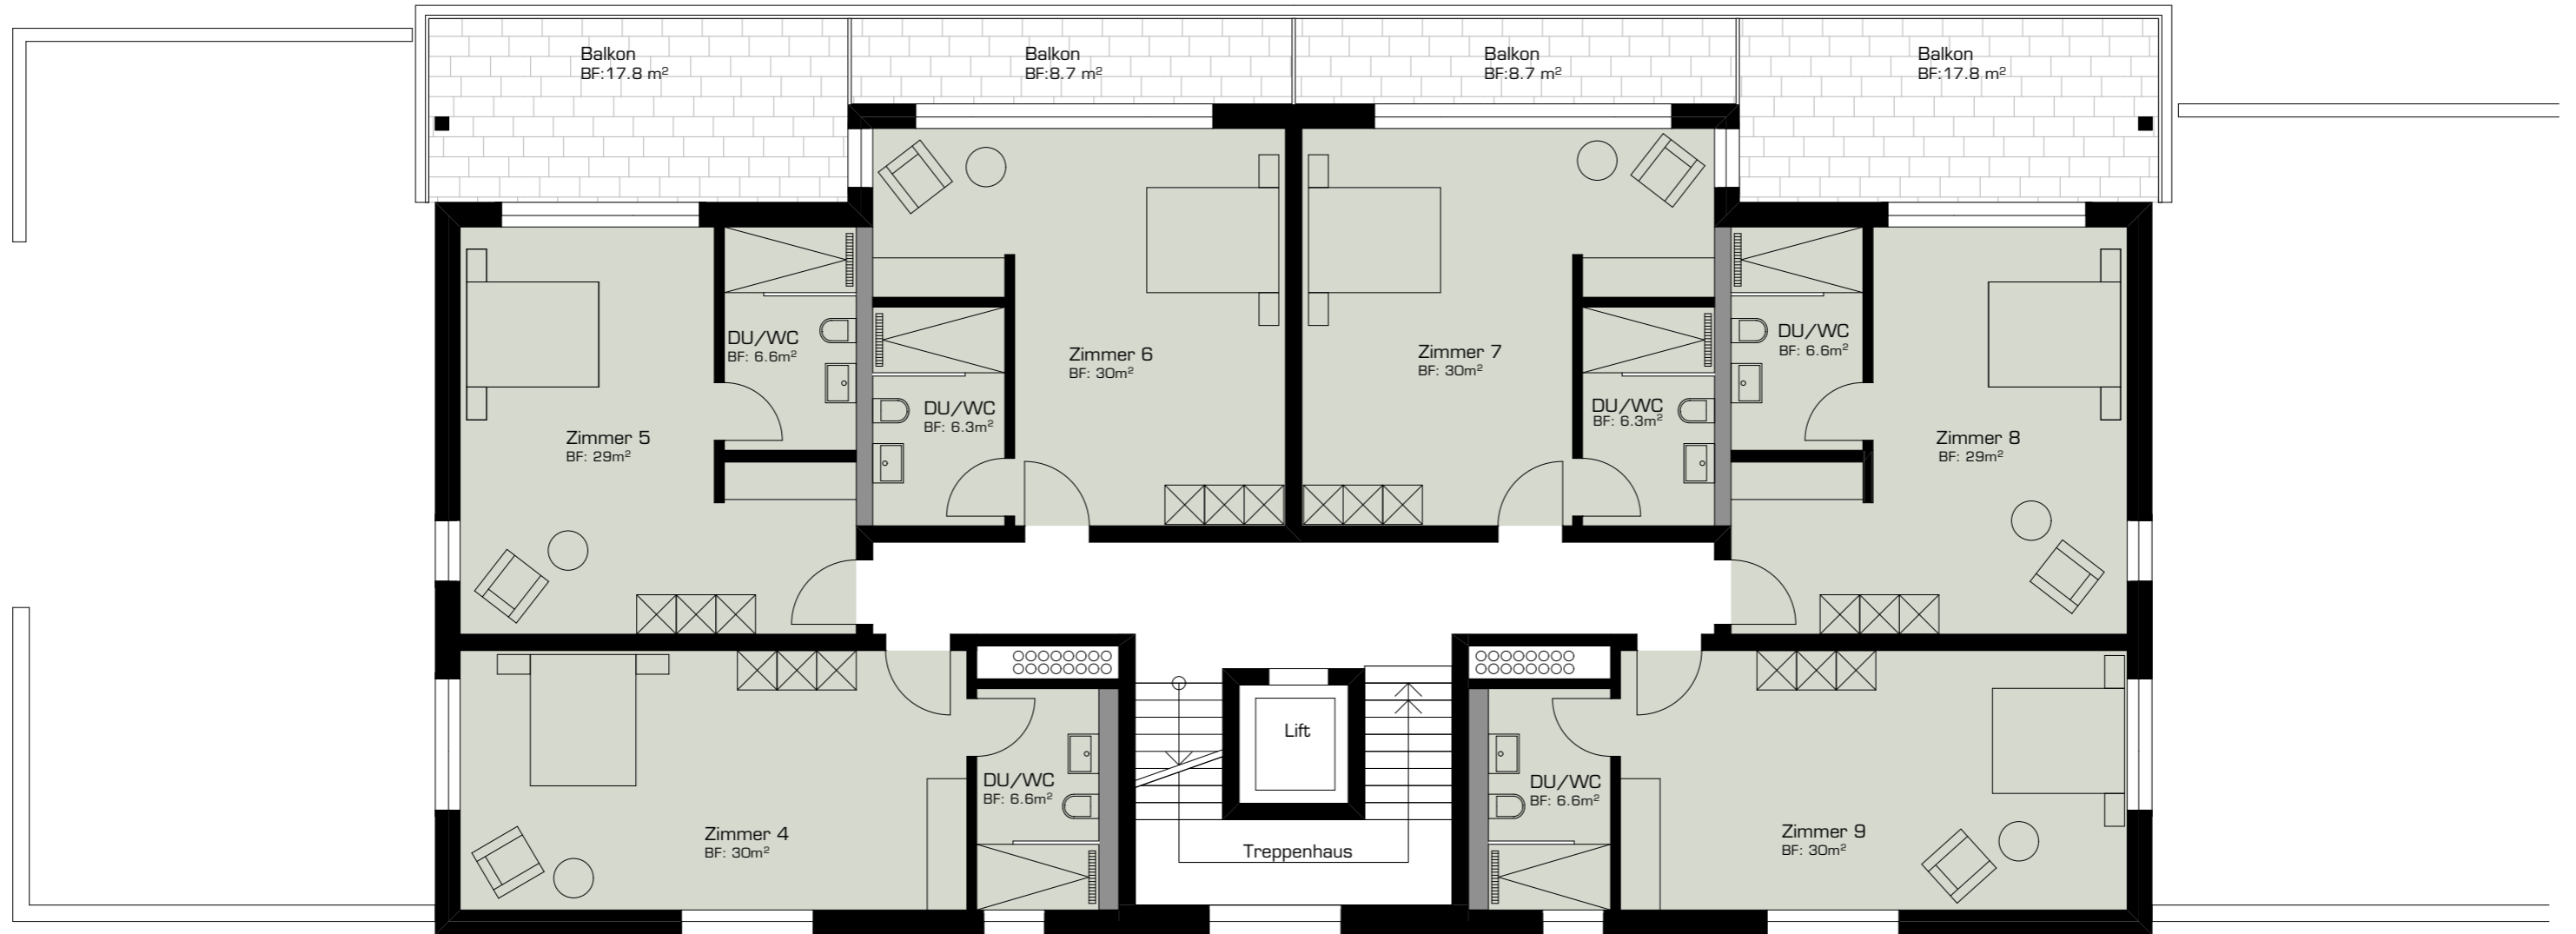 Balkon
BF:17.8 m²
Balkon
BF:8.7 m²
Balkon
BF:8.7 m²
Balkon
BF:17.8 m²
DU/WC
BF: 6.6m²
Zimmer 6
BF: 30m²
Zimmer 7
BF: 30m²
DU/WC
BF: 6.6m²
DU/WC
BF: 6.3m²
DU/WC
BF: 6.3m²
Zimmer 5
BF: 29m²
Zimmer 8
BF: 29m²
Lift
DU/WC
BF: 6.6m²
DU/WC
BF: 6.6m²
Zimmer 4
BF: 30m²
Treppenhaus
Zimmer 9
BF: 30m²